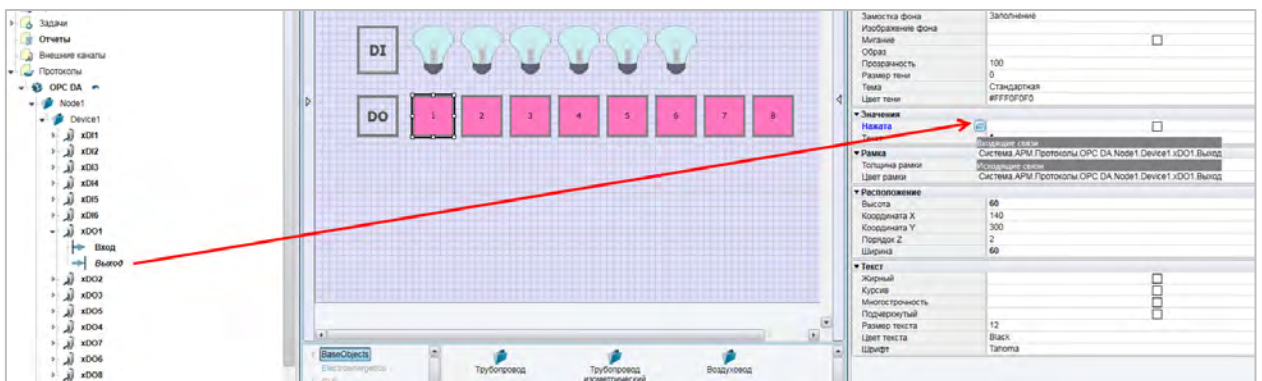 Задачи
Отчеты
Внешние каналы
Протоколы
OPC DA
Node1
Device1
xDI1
xDI2
xDI3
xDI4
xDI5
xDI6
xDO1
Вход
Выход
xDO2
xDO3
xDO5
xDO4
xDO7
xDO6
xDO8
DI
DO 1 2 3 4 5 6 7 8
BaseObjects
Трубопровод
Трубопровод изометрический
Воздуховод
Замостка фона Заполнение
Изображение фона
Мигание
Образ
Прозрачность 100
Размер тени 0
Тема Стандартная
Цвет тени #FFF0F0F0
Значения
Нажата
Входящие связи
Рамка Система.АРМ.Протоколы.OPC DA.Node1.Device1.xDO1.Выход
Толщина рамки Исходящие связи
Цвет рамки Система.АРМ.Протоколы.OPC DA.Node1.Device1.xDO1.Выход
Расположение
Высота 60
Координата X 140
Координата Y 300
Порядок Z 2
Ширина 60
Текст
Жирный
Курсив
Многострочность
Подчеркнутый
Размер текста 12
Цвет текста Black
Шрифт Tahoma